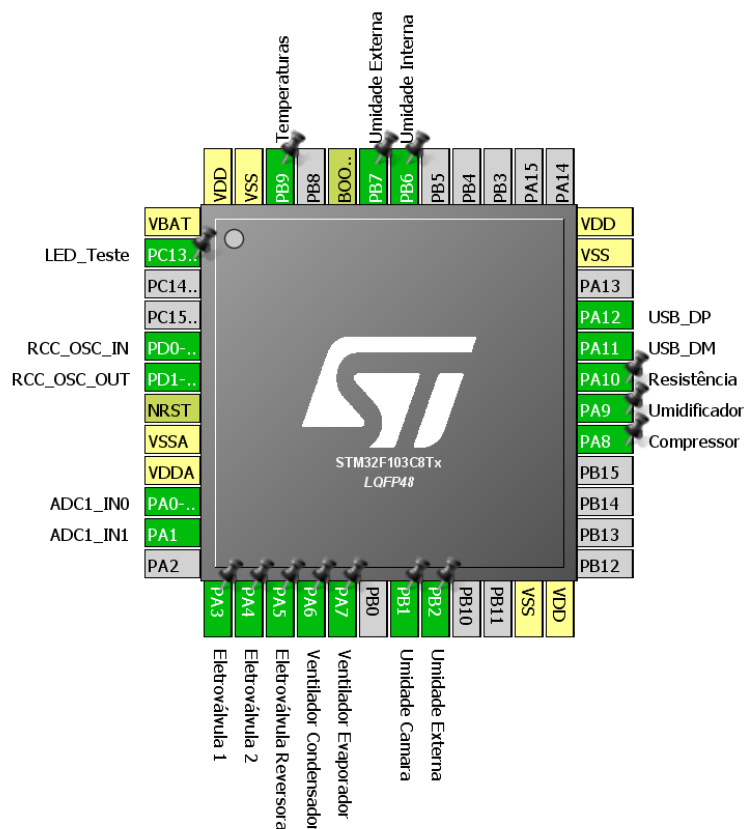 Temperaturas
Umidade Externa
Umidade Interna
VDD
VSS
PB9
PB8
BOO..
PB7
PB6
PB5
PB4
PB3
PA15
PA14
VBAT
LED_Teste PC13..
PC14..
PC15..
RCC_OSC_IN PD0-..
RCC_OSC_OUT PD1-..
NRST
VSSA
VDDA
ADC1_IN0 PA0-..
ADC1_IN1 PA1
PA2
ST
STM32F103C8Tx
LQFP48
VDD
VSS
PA13
PA12 USB_DP
PA11 USB_DM
PA10 Resistência
PA9 Umidificador
PA8 Compressor
PB15
PB14
PB13
PB12
PA3
PA4
PA5
PA6
PA7
PB0
PB1
PB2
PB10
PB11
VSS
VDD
Eletroválvula 1
Eletroválvula 2
Eletroválvula Reversora
Ventilador Condensador
Ventilador Evaporador
Umidade Camara
Umidade Externa